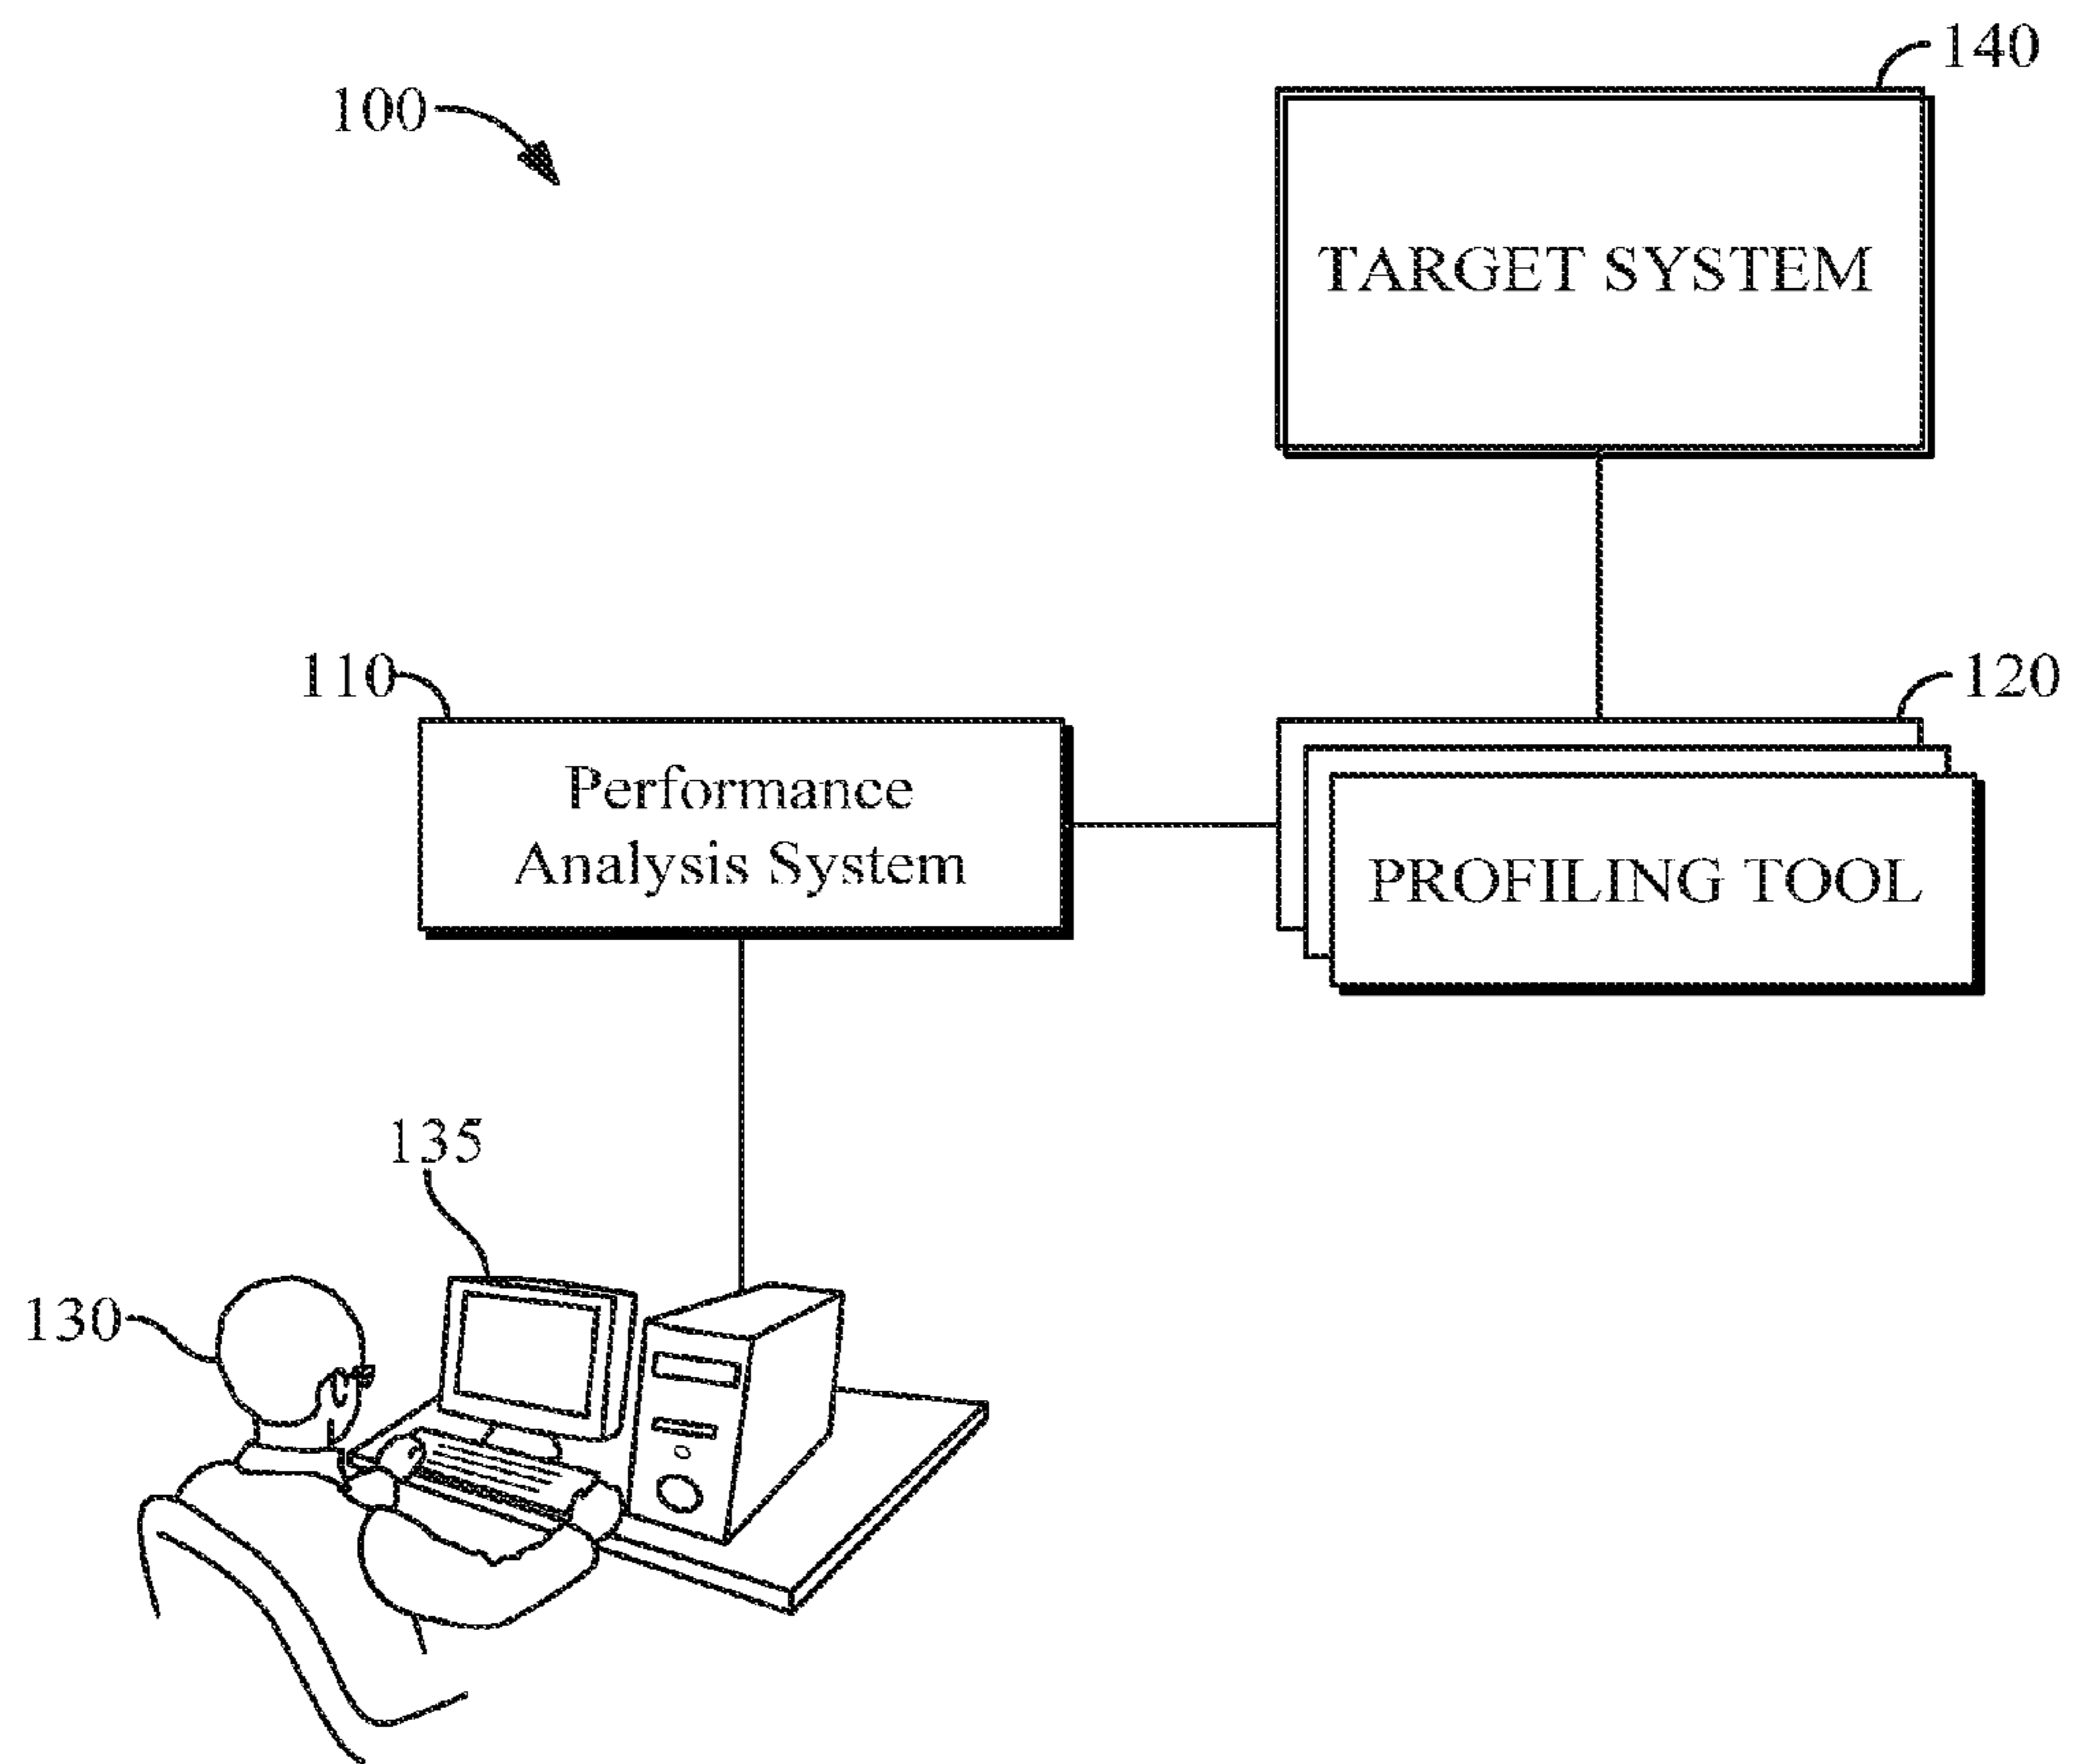 140
100
TARGET SYSTEM
110
120
Performance
Analysis System
PROFILING TOOL
135
130